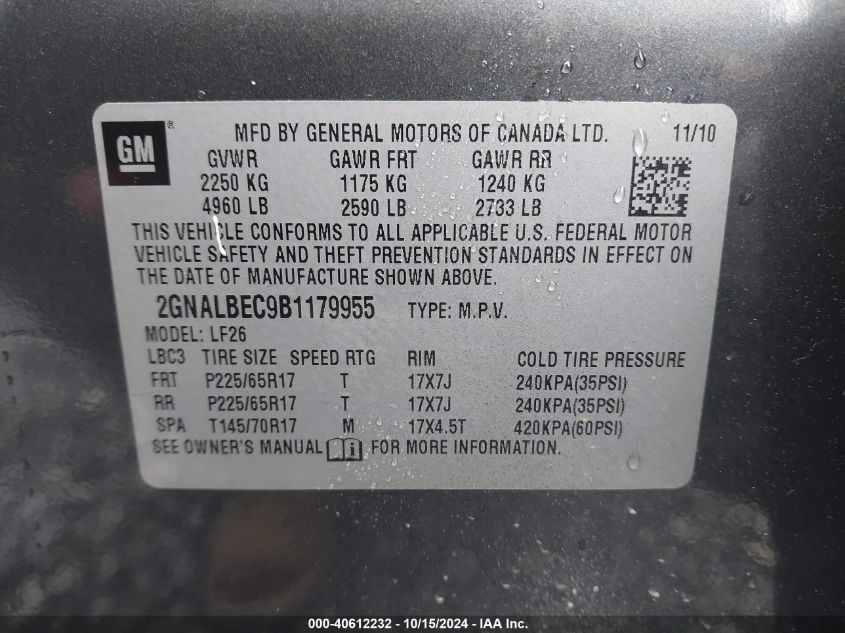 GM® MFD BY GENERAL MOTORS OF CANADA LTD. 11/10
GVWR GAWR FRT GAWR RR
2250 KG 1175 KG 1240 KG
4960 LB 2590 LB 2733 LB
THIS VEHICLE CONFORMS TO ALL APPLICABLE U.S. FEDERAL MOTOR
VEHICLE SAFETY AND THEFT PREVENTION STANDARDS IN EFFECT ON
THE DATE OF MANUFACTURE SHOWN ABOVE.
2GNALBEC9B1179955 TYPE: M.P.V.
MODEL: LF26
LBC3 TIRE SIZE SPEED RTG RIM COLD TIRE PRESSURE
FRT P225/65R17 T 17X7J 240KPA(35PSI)
RR P225/65R17 T 17X7J 240KPA(35PSI)
SPA T145/70R17 M 17X4.5T 420KPA(60PSI)
SEE OWNER'S MANUAL i FOR MORE INFORMATION.
000-40612232 - 10/15/2024 - IAA Inc.